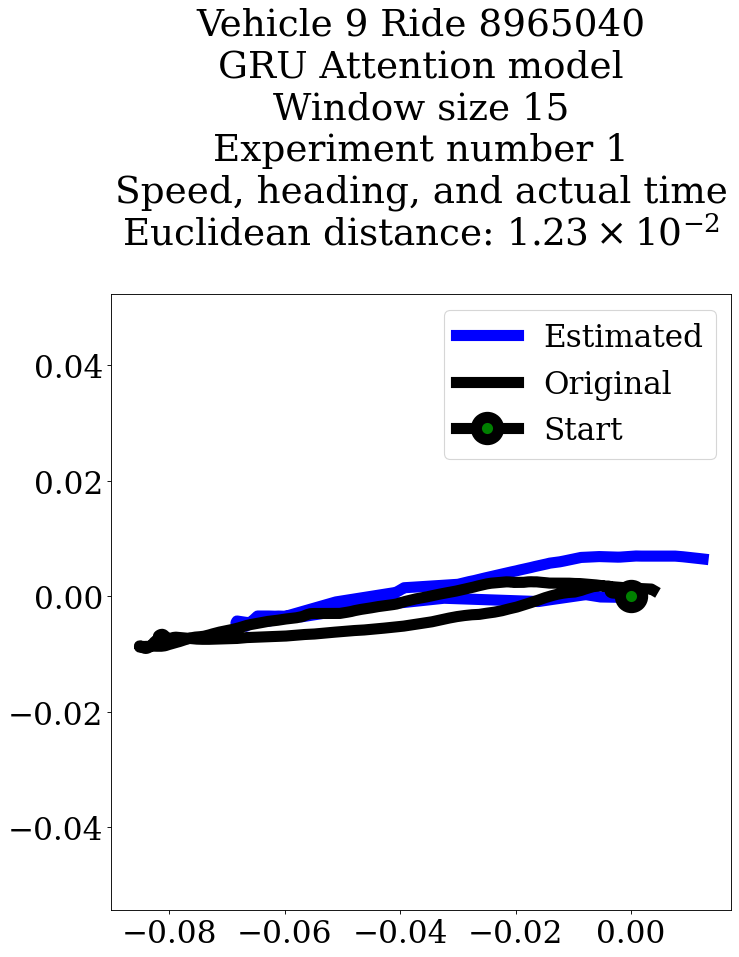 Vehicle 9 Ride 8965040
GRU Attention model
Window size 15
Experiment number 1
Speed, heading, and actual time
Euclidean distance: 1.23 × 10⁻²
Estimated
Original
Start
0.04
0.02
0.00
−0.02
−0.04
−0.08 −0.06 −0.04 −0.02 0.00